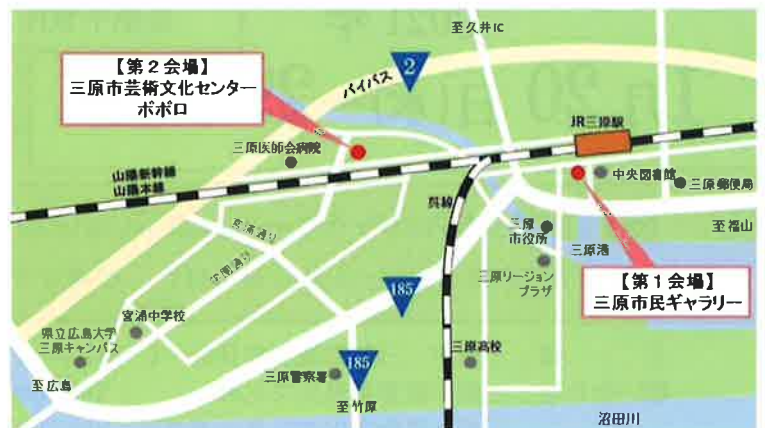 至久井IC
【第2会場】
三原市芸術文化センター
ポポロ
バイパス
2
JR三原駅
三原医師会病院
中央図書館
三原郵便局
山陽新幹線
山陽本線
呉線
至福山
宮浦通り
三原
市役所
三原港
三原リージョン
プラザ
【第1会場】
三原市民ギャラリー
185
宮浦中学校
県立広島大学
三原キャンパス
三原高校
185
三原警察署
至広島
至竹原
沼田川